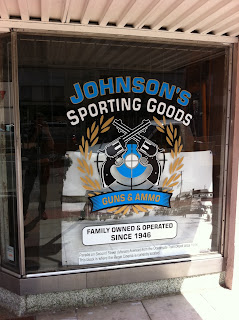 JOHNSON'S
SPORTING GOODS
GUNS & AMMO
FAMILY OWNED & OPERATED
SINCE 1946